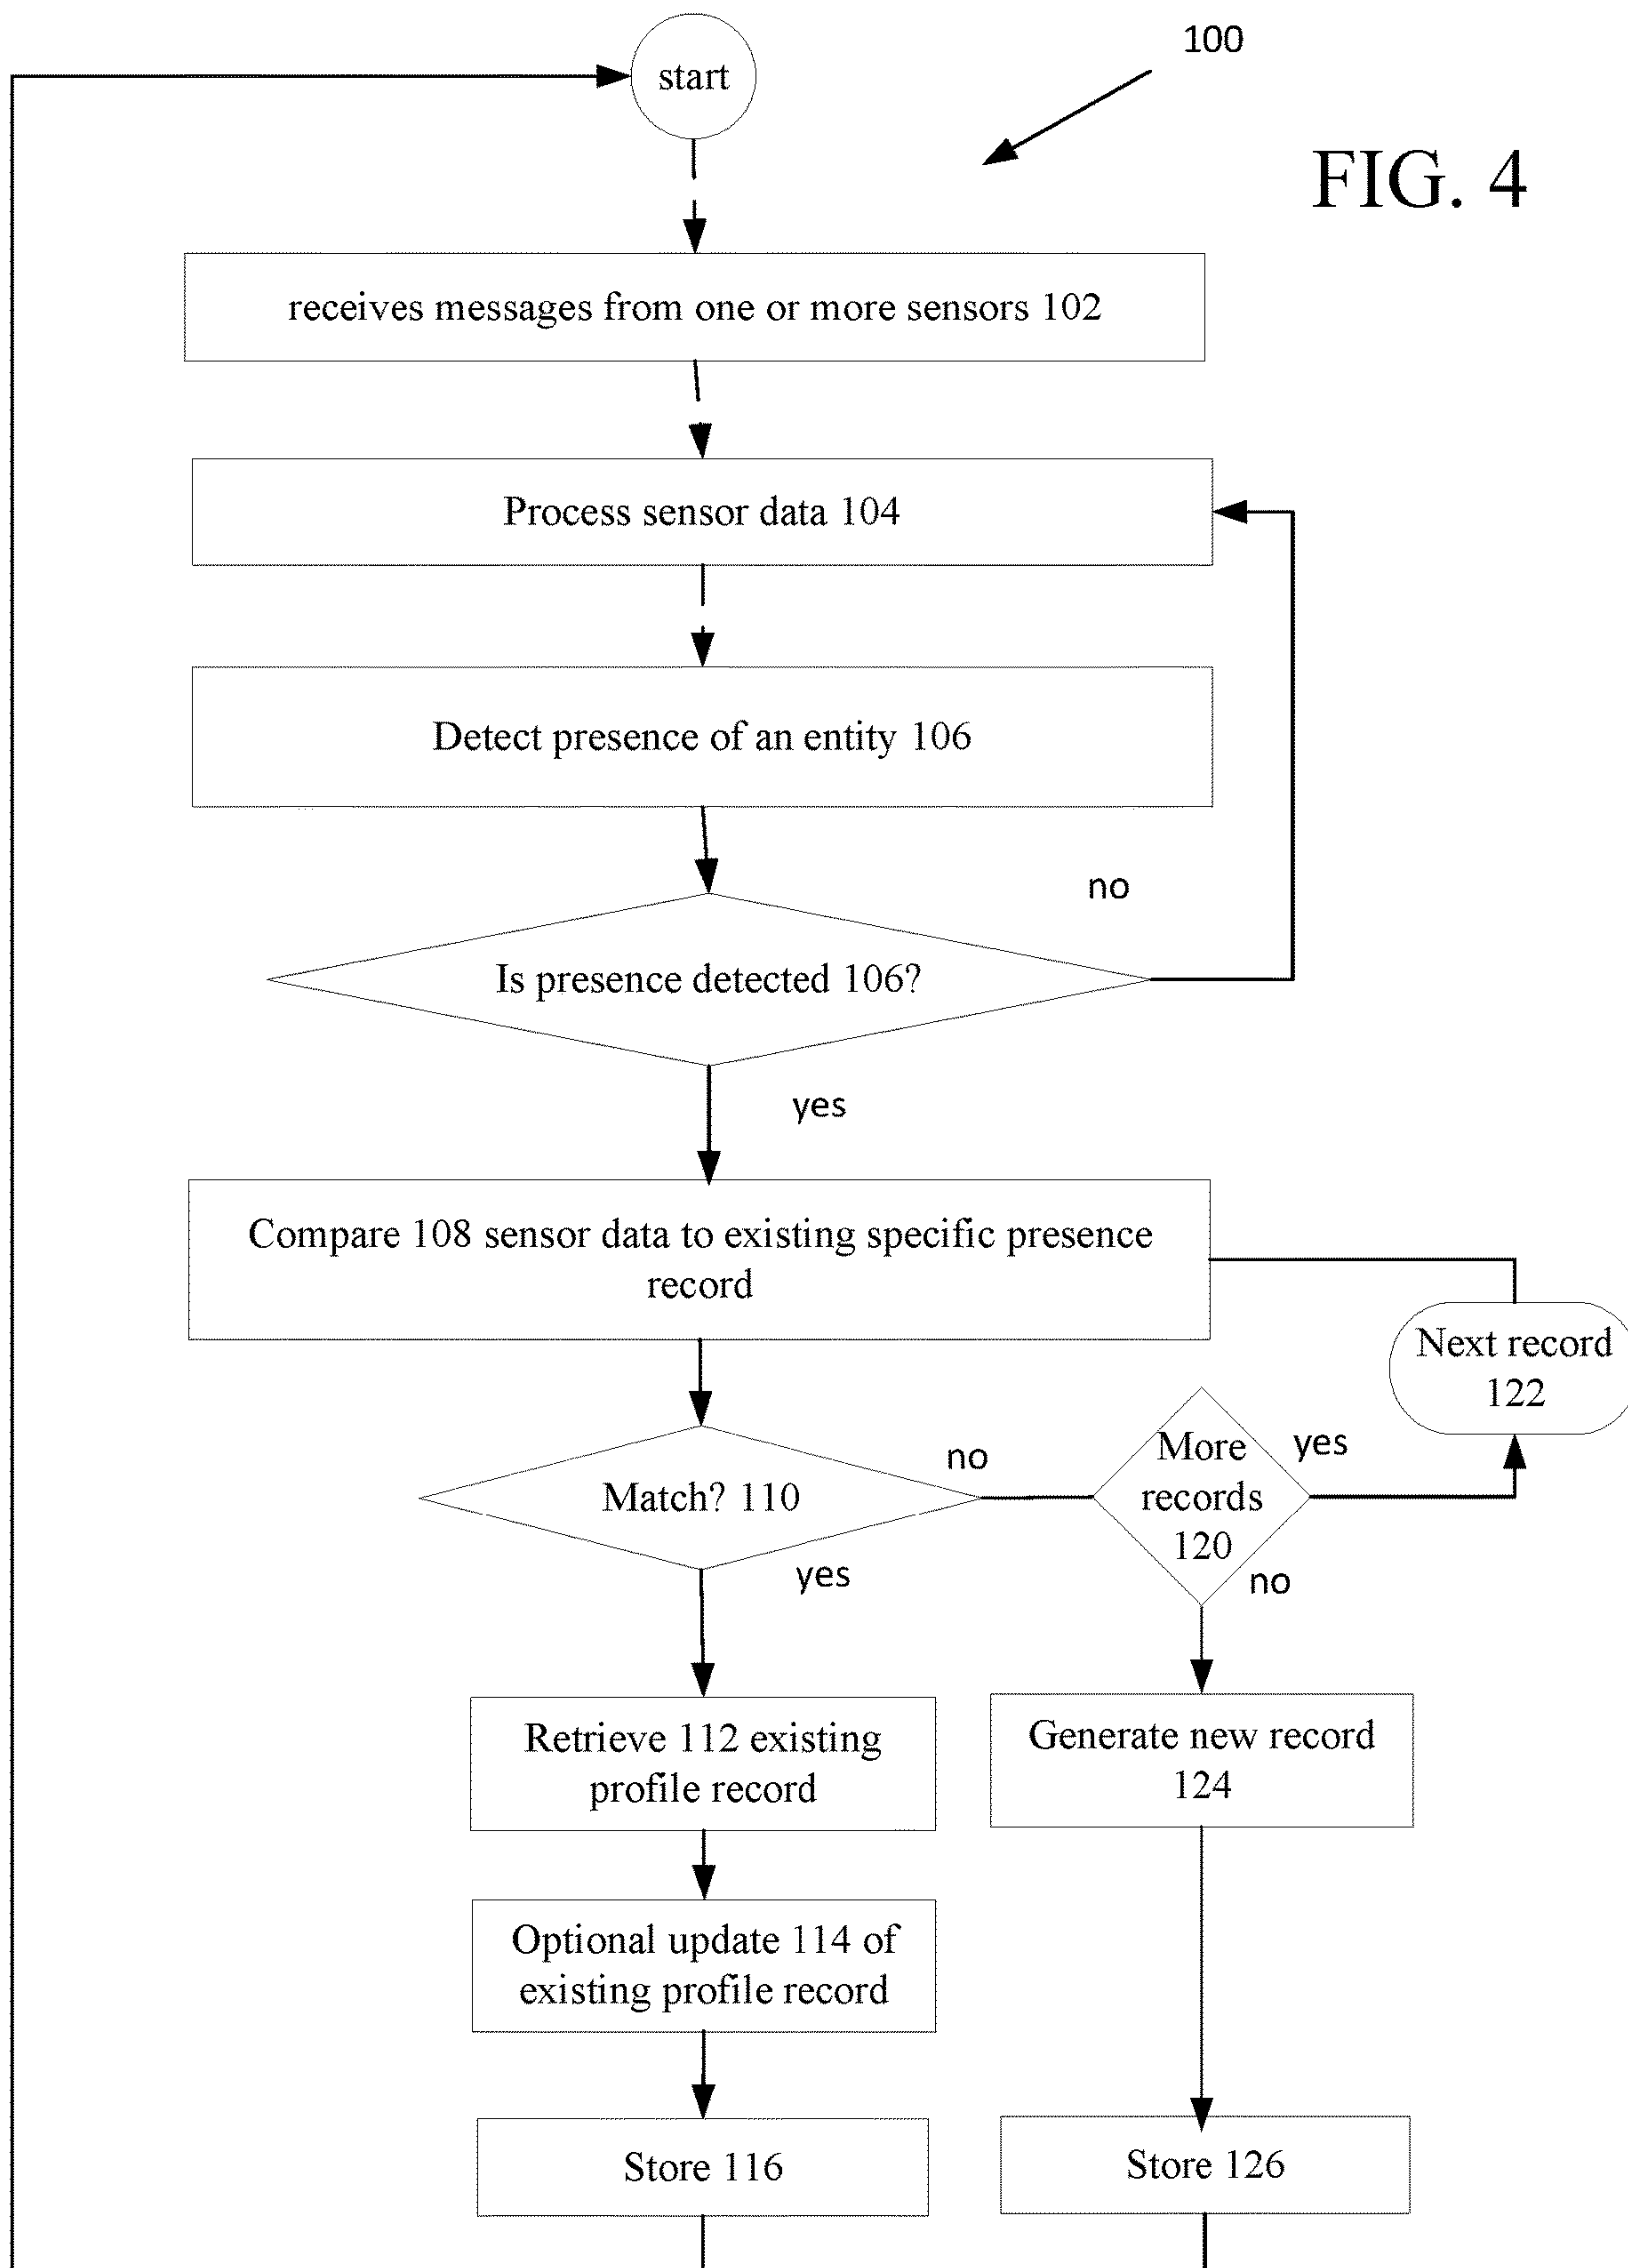 100
start
FIG. 4
receives messages from one or more sensors 102
Process sensor data 104
Detect presence of an entity 106
no
Is presence detected 106?
yes
Compare 108 sensor data to existing specific presence
record
Next record
122
no
More
records
120
yes
Match? 110
yes
no
Retrieve 112 existing
profile record
Generate new record
124
Optional update 114 of
existing profile record
Store 116
Store 126